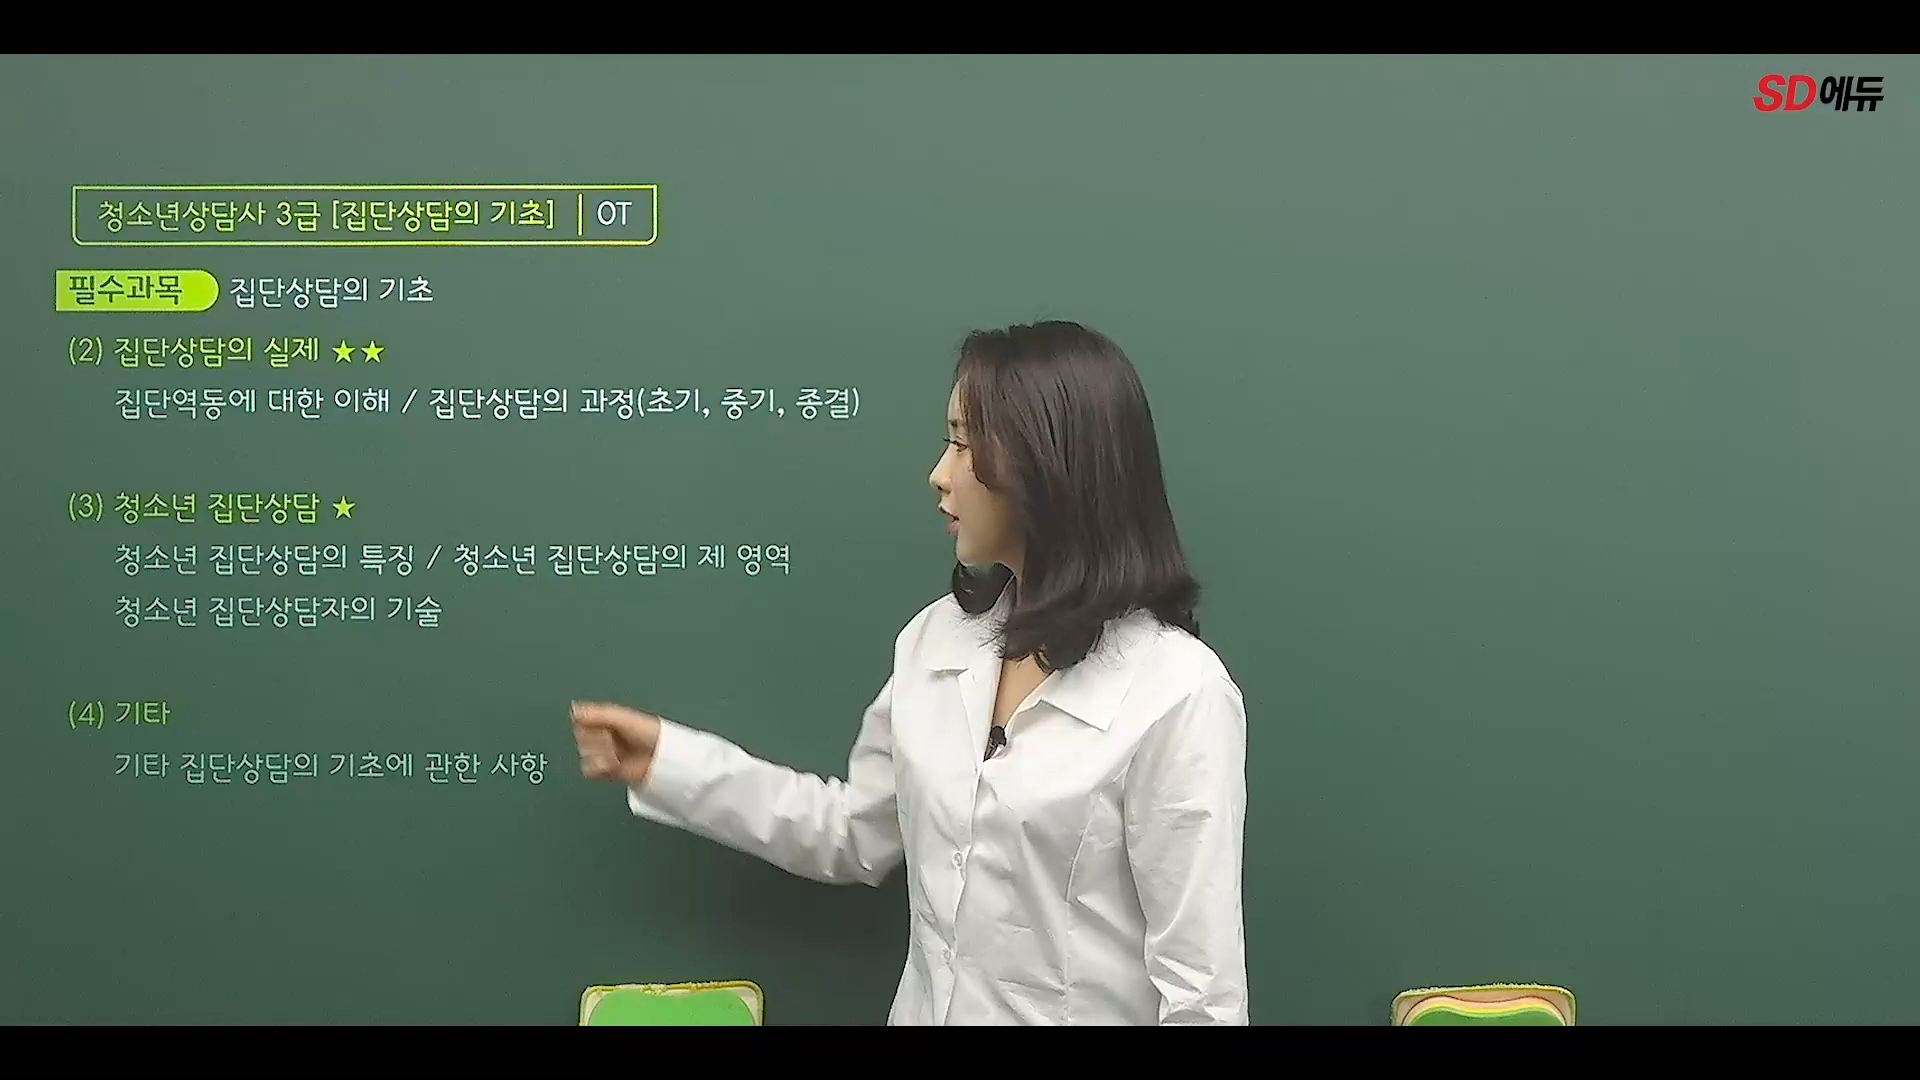 SD에듀
청소년상담사 3급 [집단상담의 기초] | OT
필수과목 집단상담의 기초
(2) 집단상담의 실제 ★★
집단역동에 대한 이해 / 집단상담의 과정(초기, 중기, 종결)
(3) 청소년 집단상담 ★
청소년 집단상담의 특징 / 청소년 집단상담의 제 영역
청소년 집단상담자의 기술
(4) 기타
기타 집단상담의 기초에 관한 사항